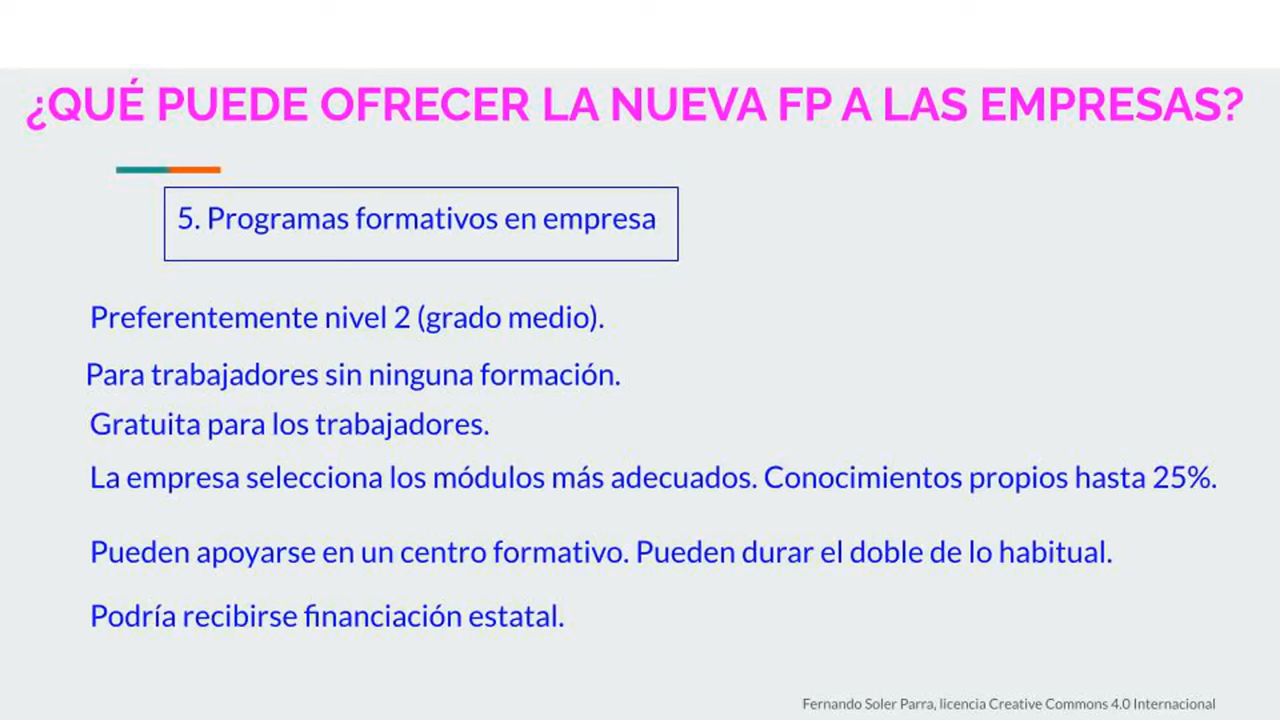 ¿QUÉ PUEDE OFRECER LA NUEVA FP A LAS EMPRESAS?
5. Programas formativos en empresa
Preferentemente nivel 2 (grado medio).
Para trabajadores sin ninguna formación.
Gratuita para los trabajadores.
La empresa selecciona los módulos más adecuados. Conocimientos propios hasta 25%.
Pueden apoyarse en un centro formativo. Pueden durar el doble de lo habitual.
Podría recibirse financiación estatal.
Fernando Soler Parra, licencia Creative Commons 4.0 Internacional